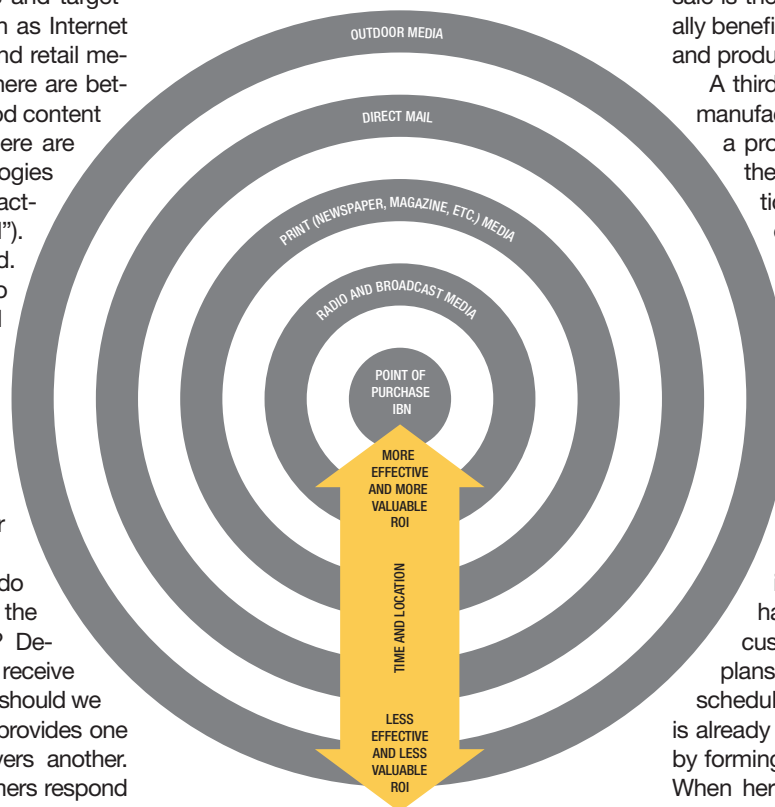 and target-
n as Internet
nd retail me-
here are bet-
od content
ere are
ogies
act-
”).
d.
o
r
do
the
? De-
receive
should we
provides one
vers another.
mers respond
OUTDOOR MEDIA
DIRECT MAIL
PRINT (NEWSPAPER, MAGAZINE, ETC.) MEDIA
RADIO AND BROADCAST MEDIA
POINT OF
PURCHASE
IBN
MORE
EFFECTIVE
AND MORE
VALUABLE
ROI
TIME AND LOCATION
LESS
EFFECTIVE
AND LESS
VALUABLE
ROI
sale is the
ally benefi
and produ
A third
manufac
a pro
the
tic
ha
cus
plans
schedul
is already
by forming
When her